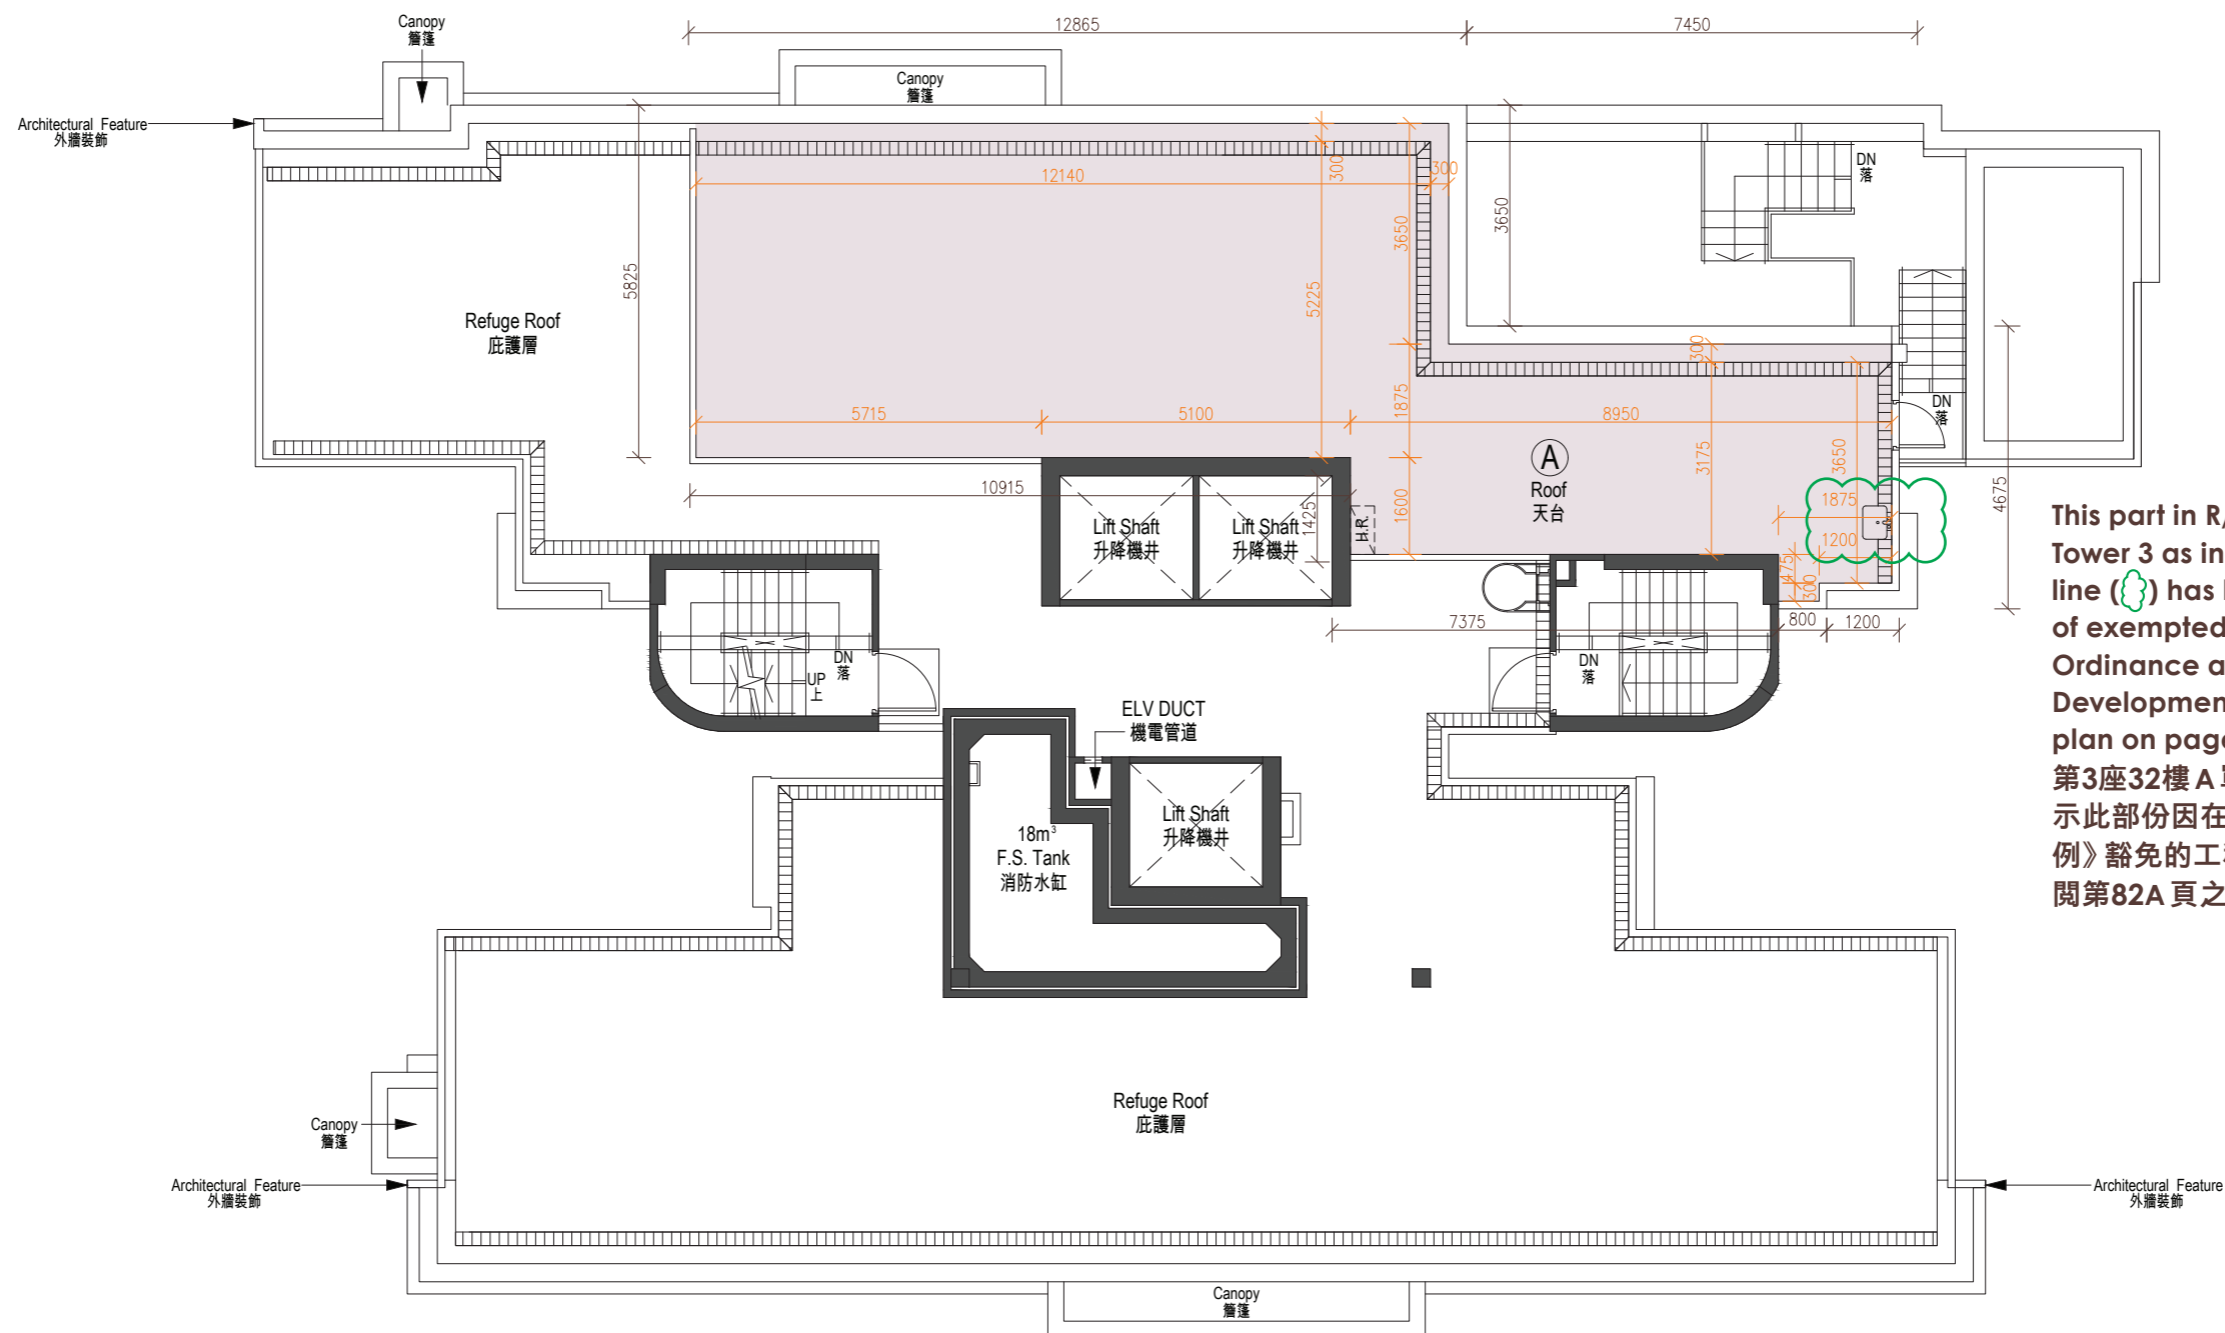 12865
7450
Canopy
簷篷
Canopy
簷篷
Architectural Feature
外牆裝飾
DN
落
300
300
12140
3650
3650
5825
5225
Refuge Roof
庇護層
300
1875
DN
落
5715
5100
8950
A
Roof
天台
3175
3650
4675
10915
1600
1425
H.R.
1875
1200
Lift Shaft
升降機井
Lift Shaft
升降機井
475
300
7375
800
1200
DN
落
UP
上
DN
落
ELV DUCT
機電管道
Lift Shaft
升降機井
18m³
F.S. Tank
消防水缸
This part in R/
Tower 3 as in
line ( ) has
of exempted
Ordinance a
Developmen
plan on page
第3座32樓 A
示此部份因在
例》豁免的工
閱第82A 頁之
Refuge Roof
庇護層
Canopy
簷篷
Architectural Feature
外牆裝飾
Architectural Feature
外牆裝飾
Canopy
簷篷